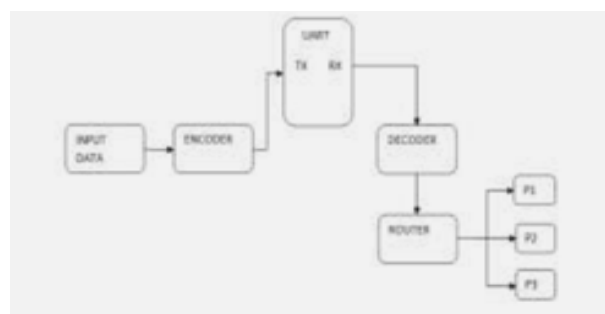 UART
TX RX
INPUT
DATA
ENCODER
DECODER
ROUTER
P1
P2
P3